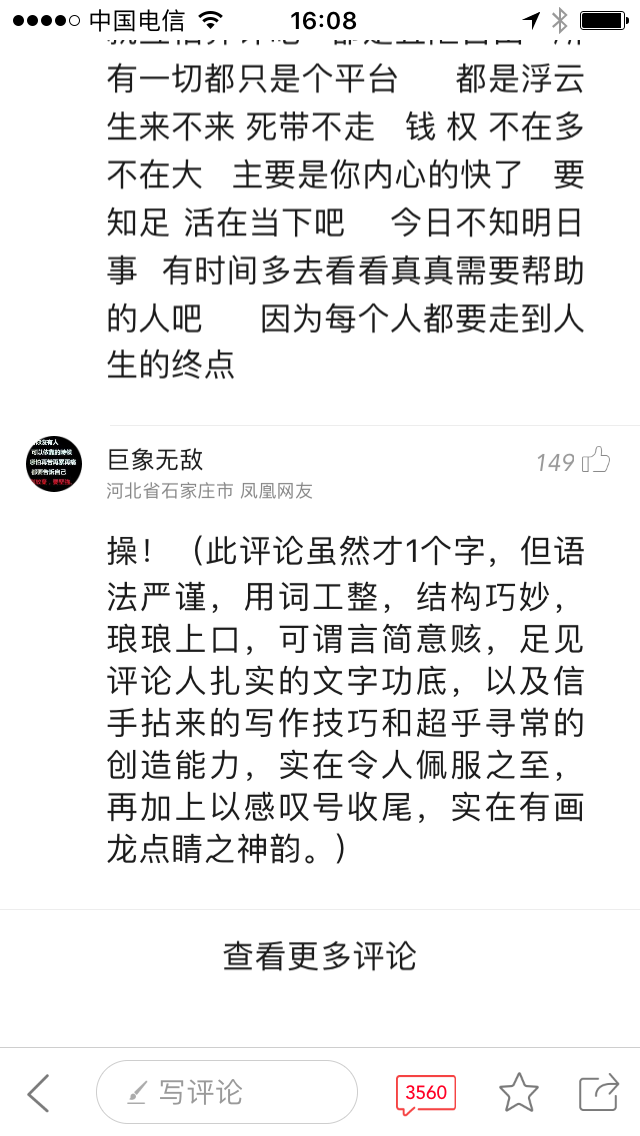 中国电信 16:08
有一切都只是个平台 都是浮云
生来不来 死带不走 钱 权 不在多
不在大 主要是你内心的快了 要
知足 活在当下吧 今日不知明日
事 有时间多去看看真真需要帮助
的人吧 因为每个人都要走到人
生的终点
巨象无敌
149
河北省石家庄市 凤凰网友
操！（此评论虽然才1个字，但语
法严谨，用词工整，结构巧妙，
琅琅上口，可谓言简意赅，足见
评论人扎实的文字功底，以及信
手拈来的写作技巧和超乎寻常的
创造能力，实在令人佩服之至，
再加上以感叹号收尾，实在有画
龙点睛之神韵。）
查看更多评论
写评论
3560